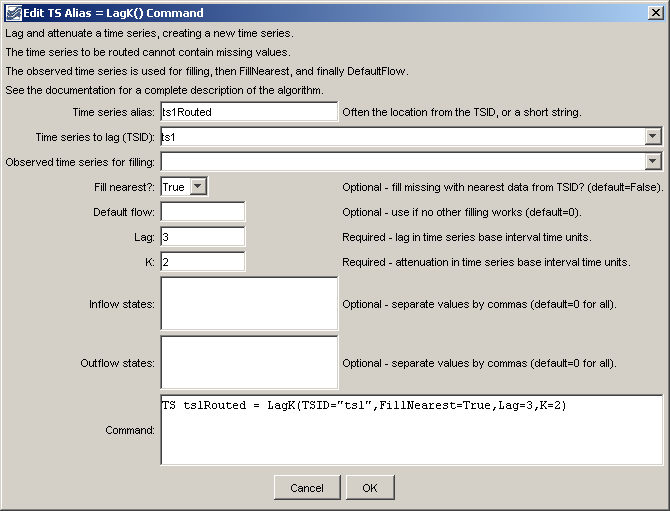 Edit TS Alias = LagK() Command
Lag and attenuate a time series, creating a new time series.
The time series to be routed cannot contain missing values.
The observed time series is used for filling, then FillNearest, and finally DefaultFlow.
See the documentation for a complete description of the algorithm.
Time series alias: ts1Routed Often the location from the TSID, or a short string.
Time series to lag (TSID): ts1
Observed time series for filling:
Fill nearest?: True Optional - fill missing with nearest data from TSID? (default=False).
Default flow: Optional - use if no other filling works (default=0).
Lag: 3 Required - lag in time series base interval time units.
K: 2 Required - attenuation in time series base interval time units.
Inflow states: Optional - separate values by commas (default=0 for all).
Outflow states: Optional - separate values by commas (default=0 for all).
Command: TS ts1Routed = LagK(TSID="ts1",FillNearest=True,Lag=3,K=2)
Cancel OK